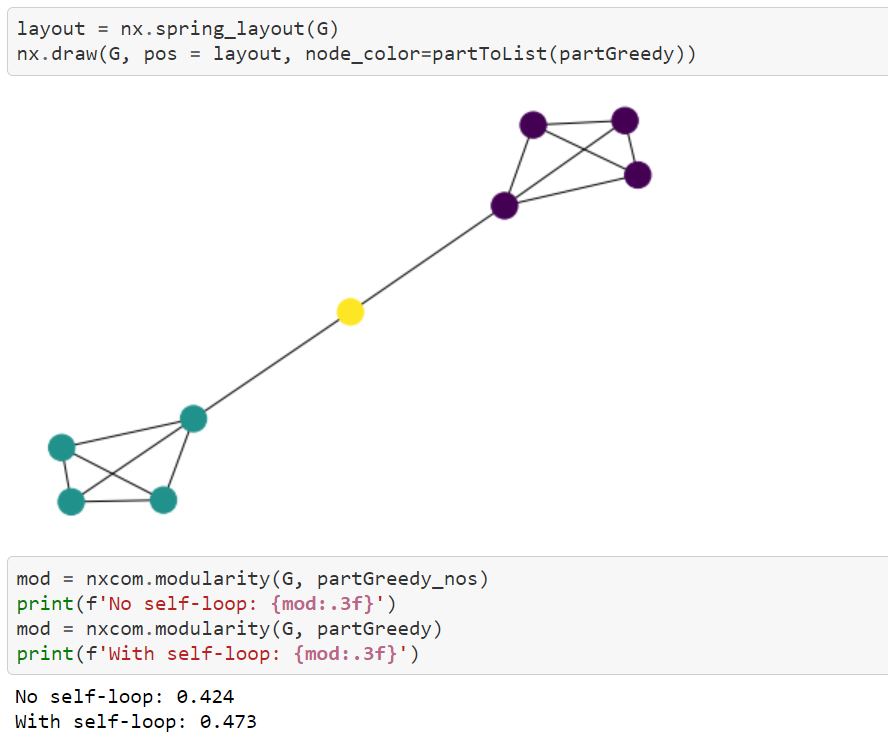 layout = nx.spring_layout(G)
nx.draw(G, pos = layout, node_color=partToList(partGreedy))
mod = nxcom.modularity(G, partGreedy_nos)
print(f'No self-loop: {mod:.3f}')
mod = nxcom.modularity(G, partGreedy)
print(f'With self-loop: {mod:.3f}')
No self-loop: 0.424
With self-loop: 0.473